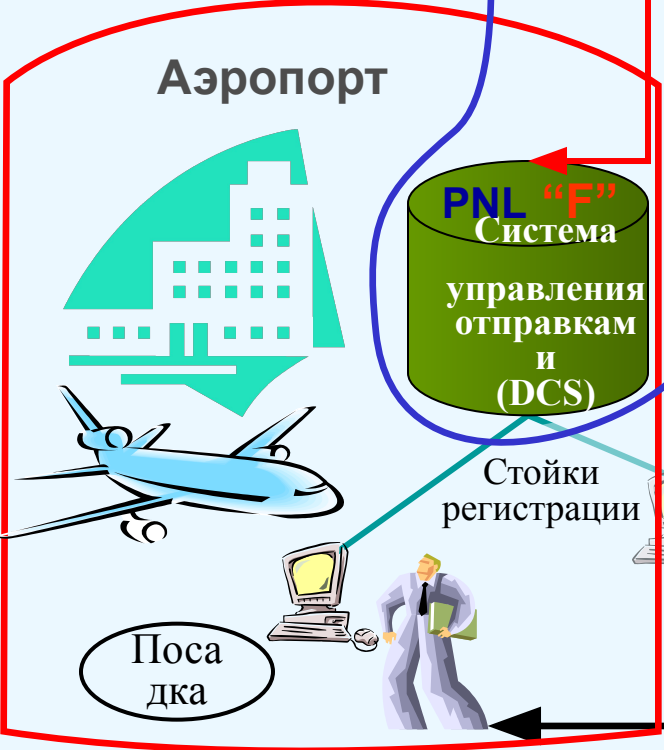 Аэропорт
PNL “F”
Система
управления
отправкам
и
(DCS)
Стойки
регистрации
Поса
дка